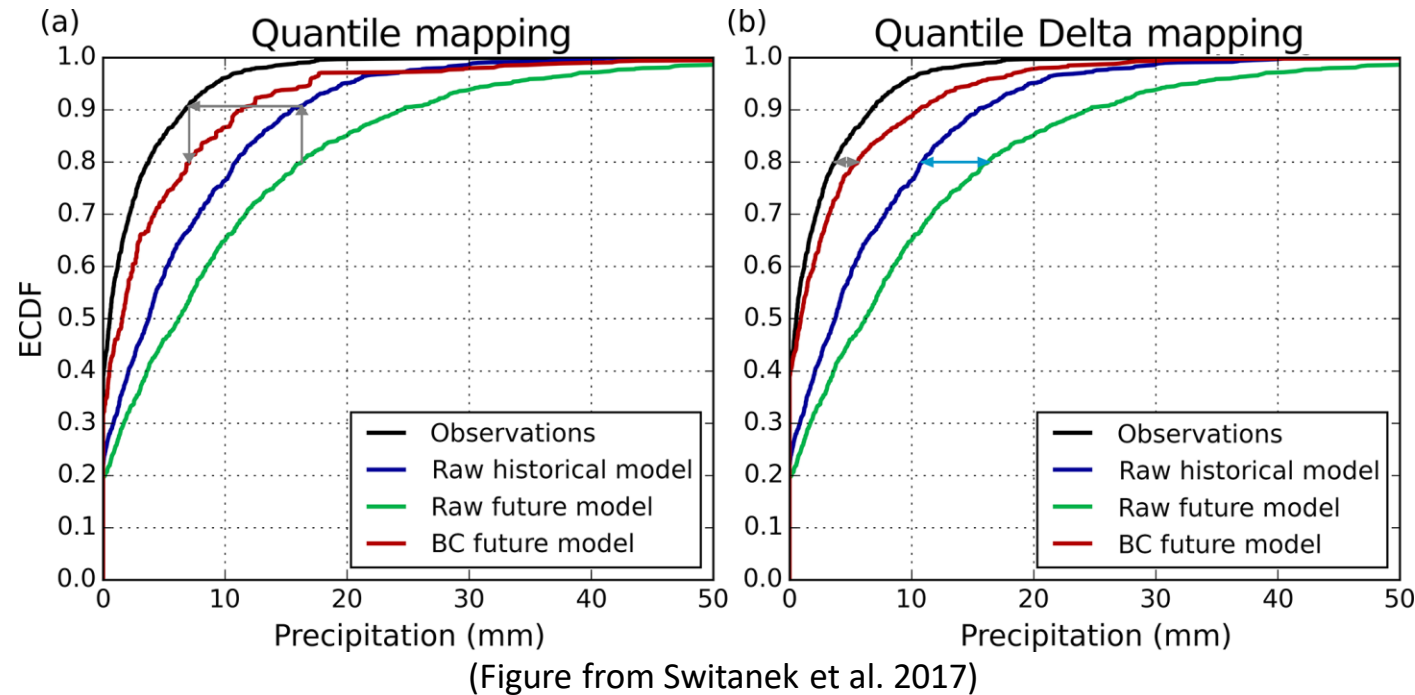 (a)
Quantile mapping
1.0
0.9
0.8
0.7
0.6
0.5
0.4
0.3
0.2
0.1
0.0
ECDF
Observations
Raw historical model
Raw future model
BC future model
0 10 20 30 40 50
Precipitation (mm)
(b)
Quantile Delta mapping
1.0
0.9
0.8
0.7
0.6
0.5
0.4
0.3
0.2
0.1
0.0
Observations
Raw historical model
Raw future model
BC future model
0 10 20 30 40 50
Precipitation (mm)
(Figure from Switanek et al. 2017)